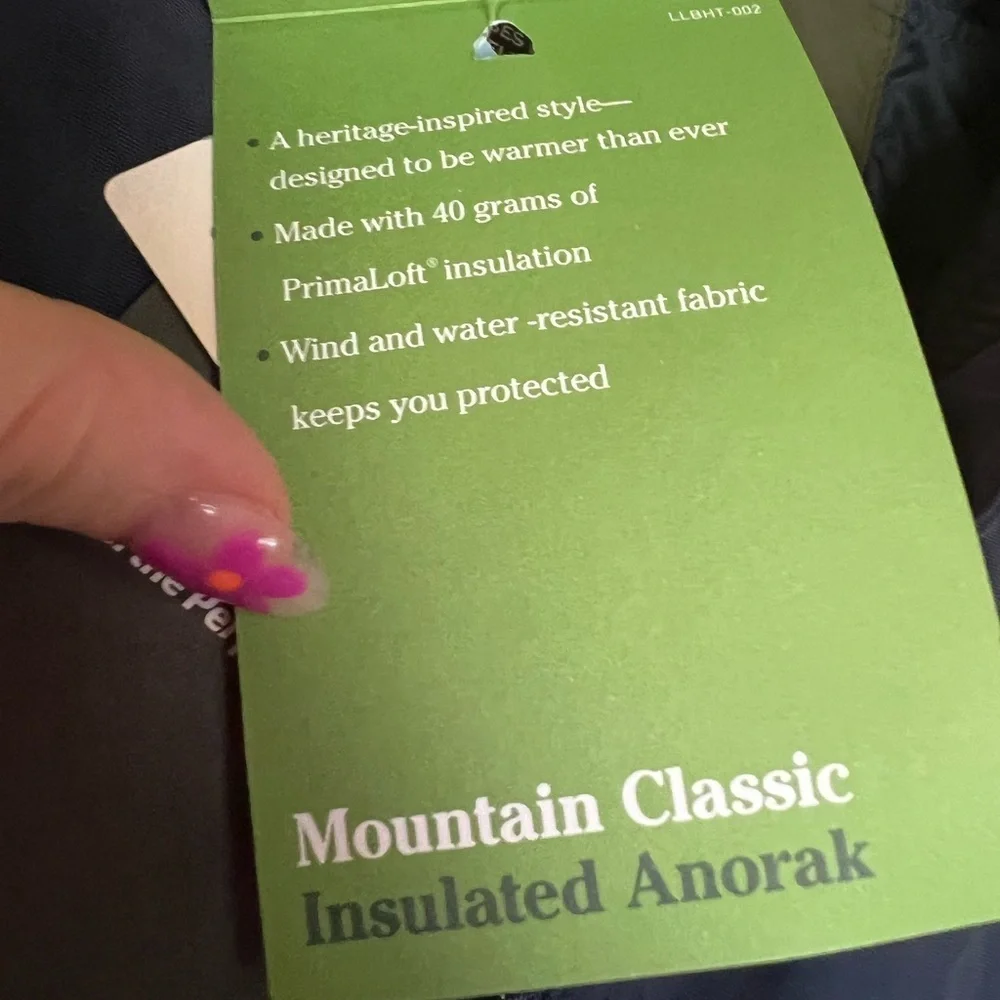 LLBHT-002
• A heritage-inspired style—
designed to be warmer than ever
• Made with 40 grams of
PrimaLoft® insulation
• Wind and water -resistant fabric
keeps you protected
the
Mountain Classic
Insulated Anorak